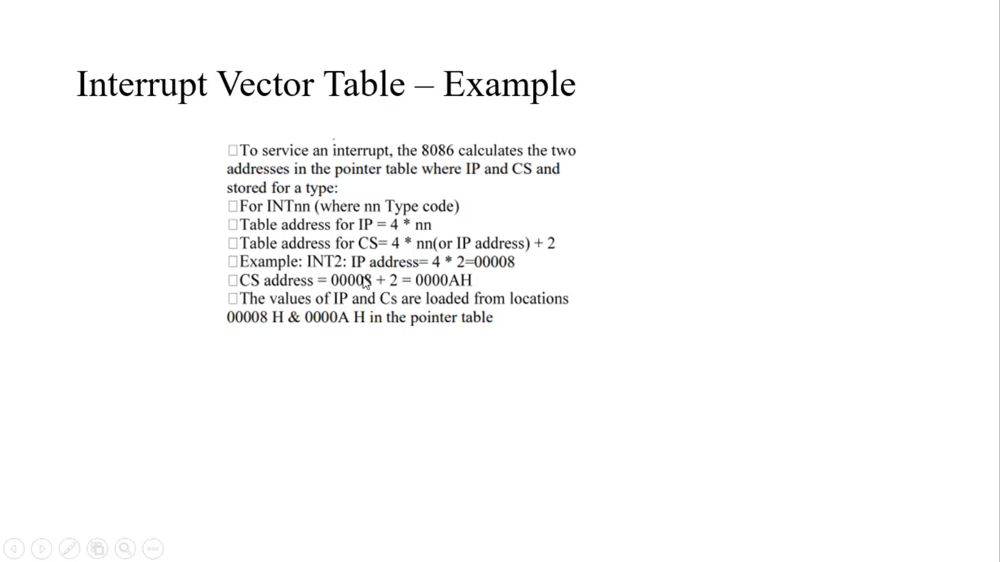 Interrupt Vector Table – Example
□To service an interrupt, the 8086 calculates the two
addresses in the pointer table where IP and CS and
stored for a type:
□For INTnn (where nn Type code)
□Table address for IP = 4 * nn
□Table address for CS= 4 * nn(or IP address) + 2
□Example: INT2: IP address= 4 * 2=00008
□CS address = 00008 + 2 = 0000AH
□The values of IP and Cs are loaded from locations
00008 H & 0000A H in the pointer table